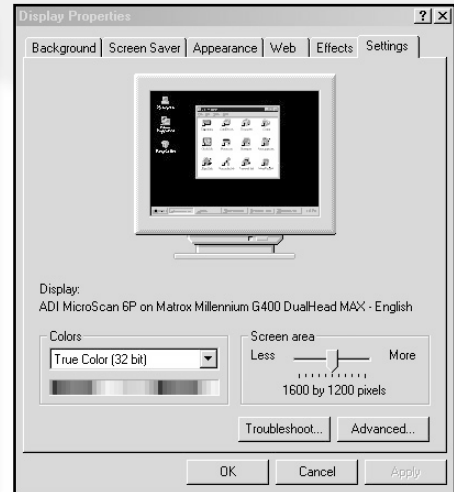 Display Properties
? ×
Background Screen Saver Appearance Web Effects Settings
Display:
ADI MicroScan 6P on Matrox Millennium G400 DualHead MAX - English
Colors
True Color (32 bit)
Screen area
Less More
1600 by 1200 pixels
Troubleshoot... Advanced...
OK Cancel Apply